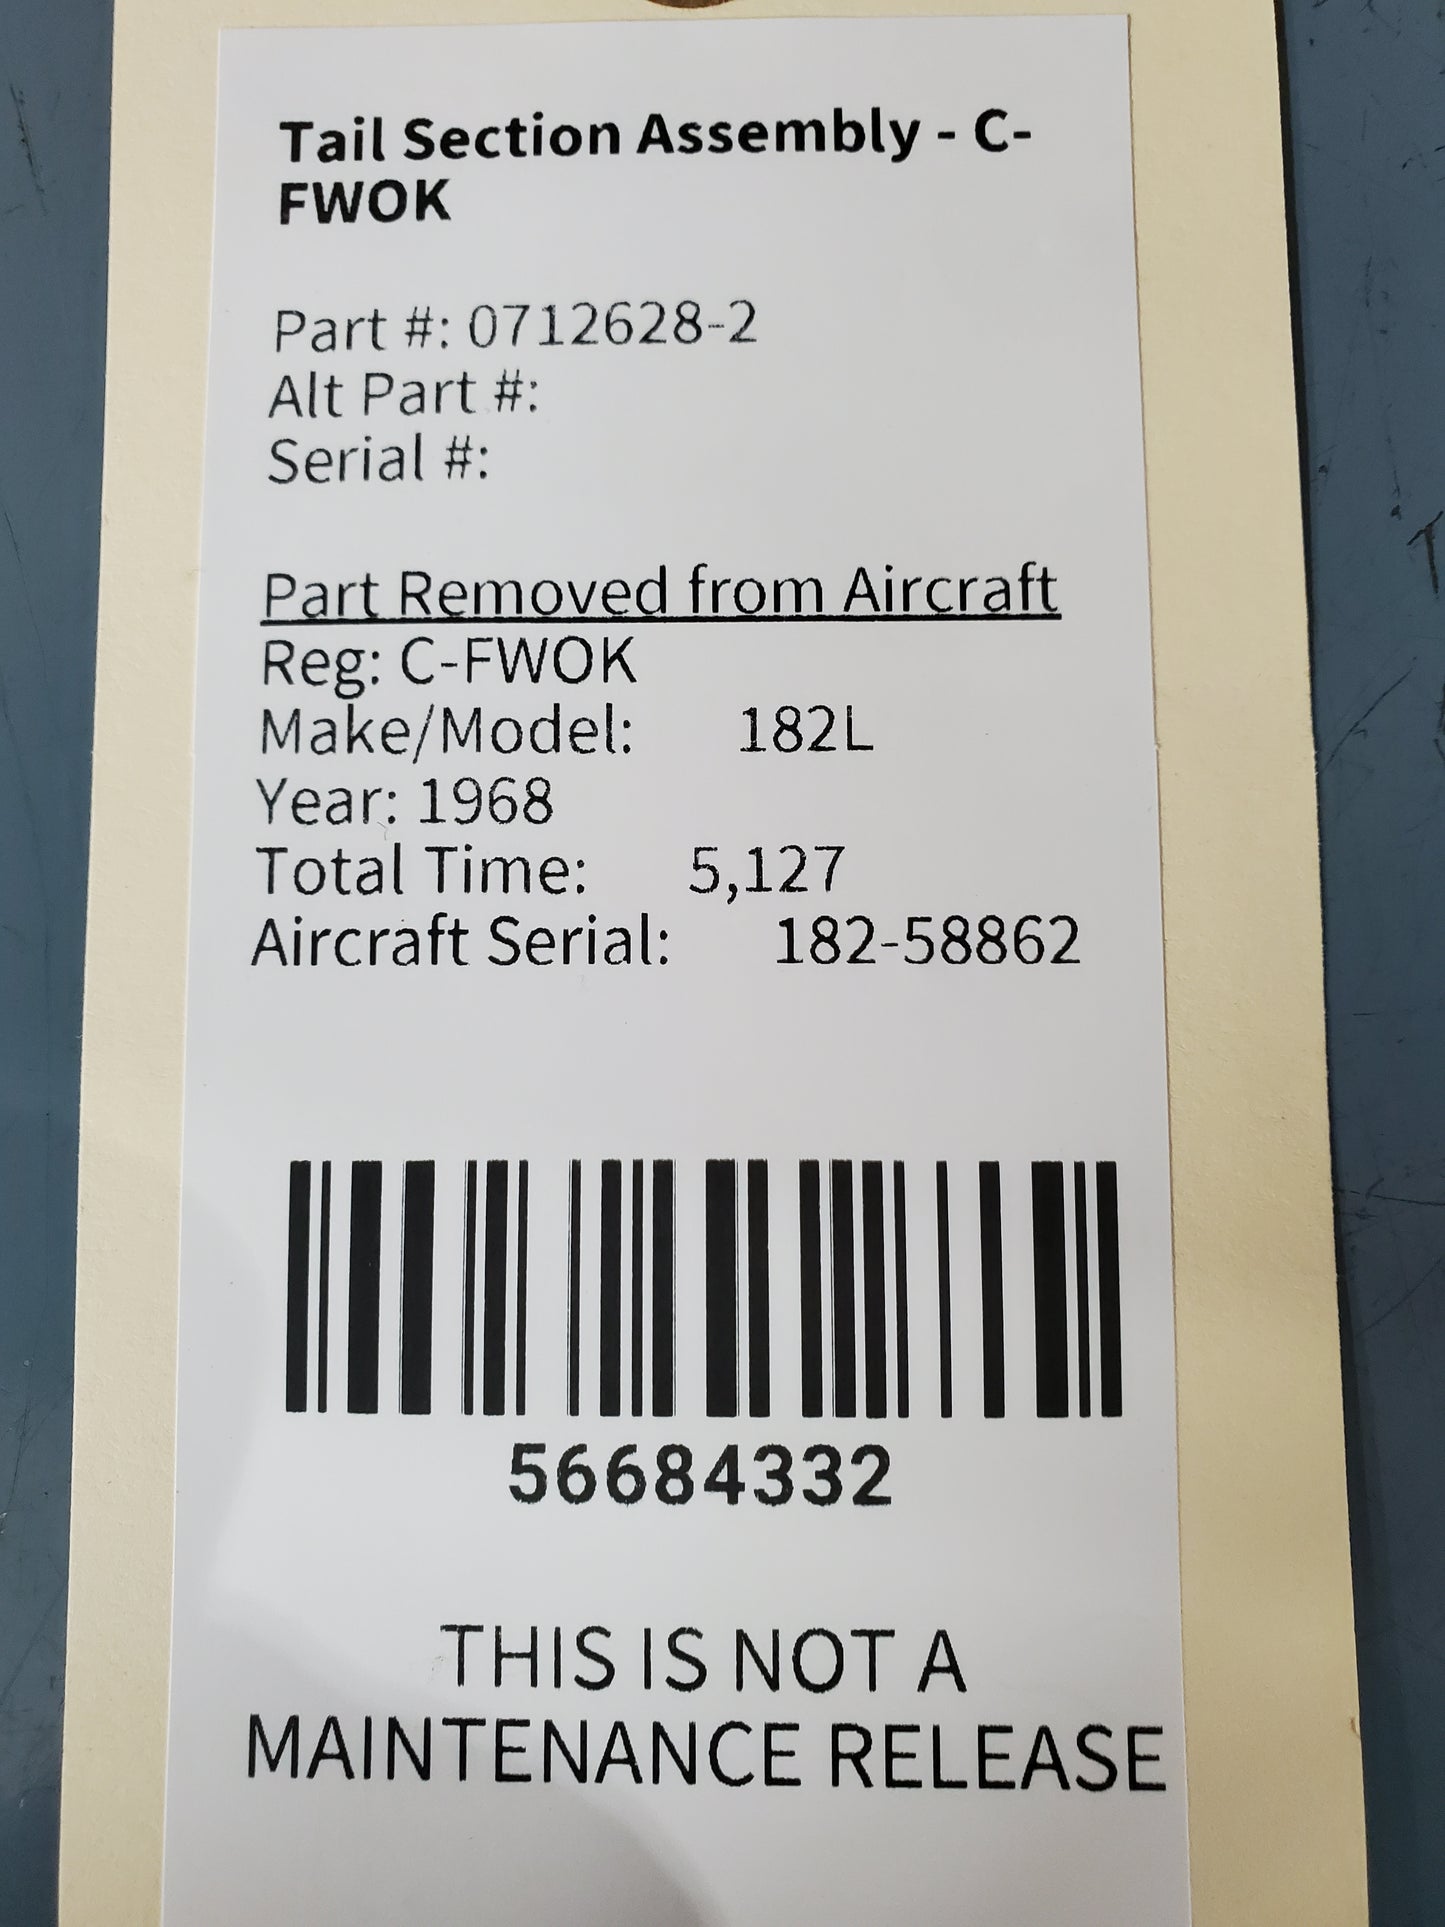 Tail Section Assembly - C-
FWOK
Part #: 0712628-2
Alt Part #:
Serial #:
Part Removed from Aircraft
Reg: C-FWOK
Make/Model: 182L
Year: 1968
Total Time: 5,127
Aircraft Serial: 182-58862
56684332
THIS IS NOT A
MAINTENANCE RELEASE